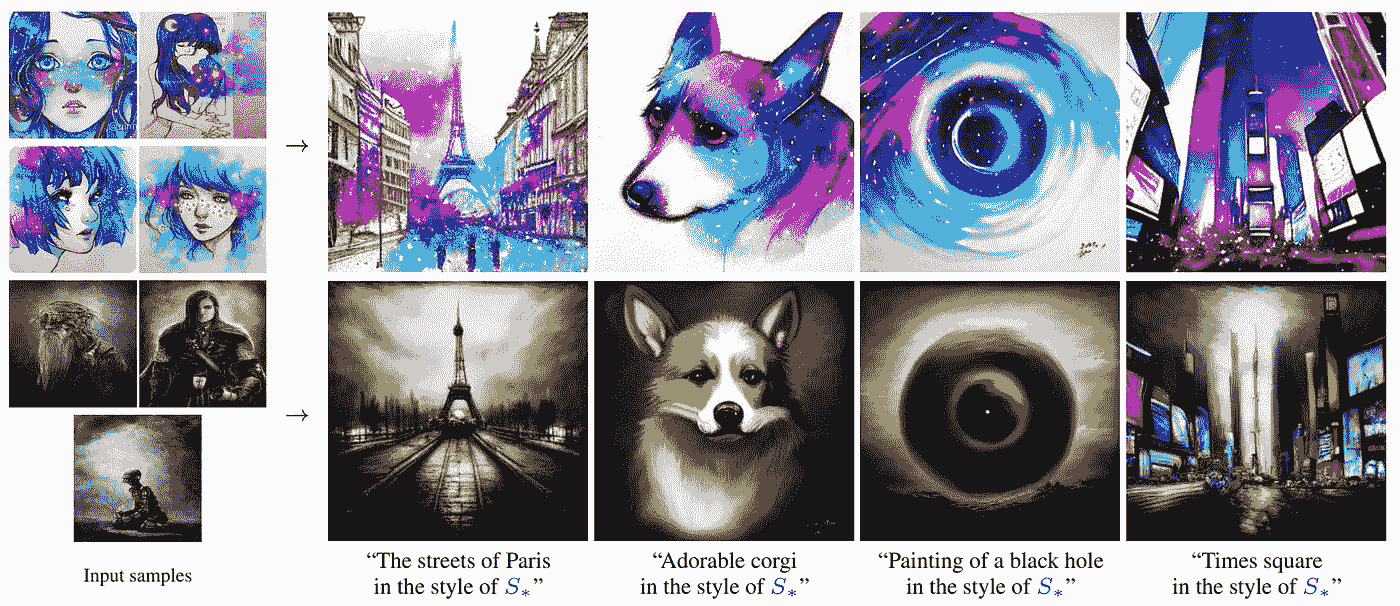 Input samples
“The streets of Paris
in the style of S*”
“Adorable corgi
in the style of S*”
“Painting of a black hole
in the style of S*”
“Times square
in the style of S*”